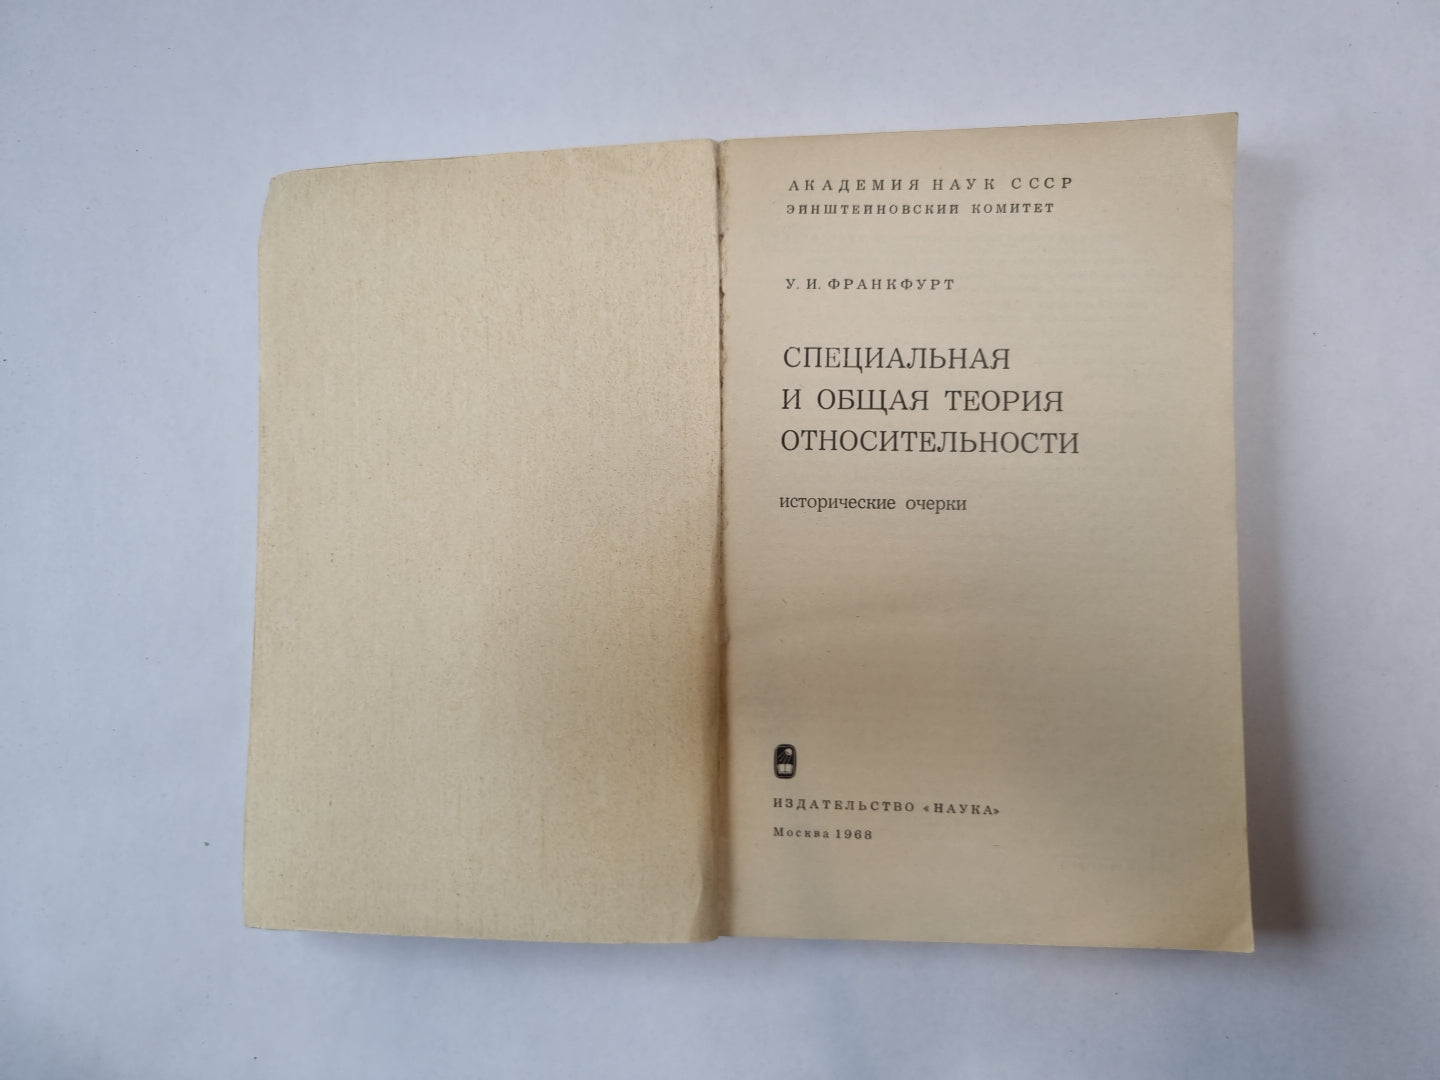 АКАДЕМИЯ НАУК СССР
ЭЙНШТЕЙНОВСКИЙ КОМИТЕТ
У. И. ФРАНКФУРТ
СПЕЦИАЛЬНАЯ
И ОБЩАЯ ТЕОРИЯ
ОТНОСИТЕЛЬНОСТИ
исторические очерки
ИЗДАТЕЛЬСТВО «НАУКА»
Москва 1968